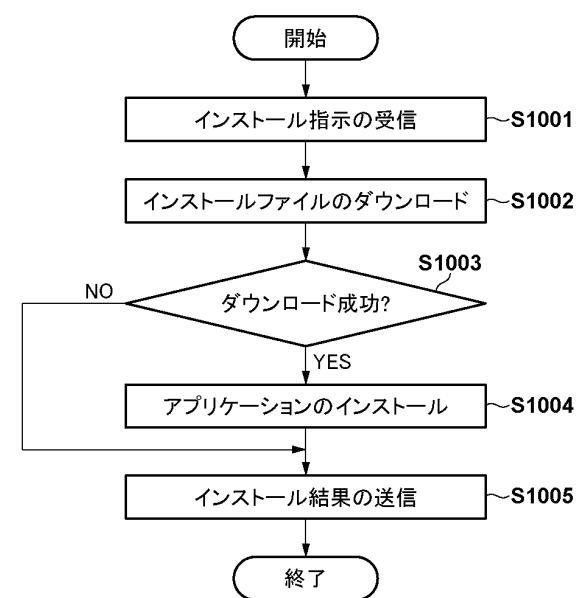 開始
インストール指示の受信 S1001
インストールファイルのダウンロード S1002
S1003
NO
ダウンロード成功?
YES
アプリケーションのインストール S1004
インストール結果の送信 S1005
終了